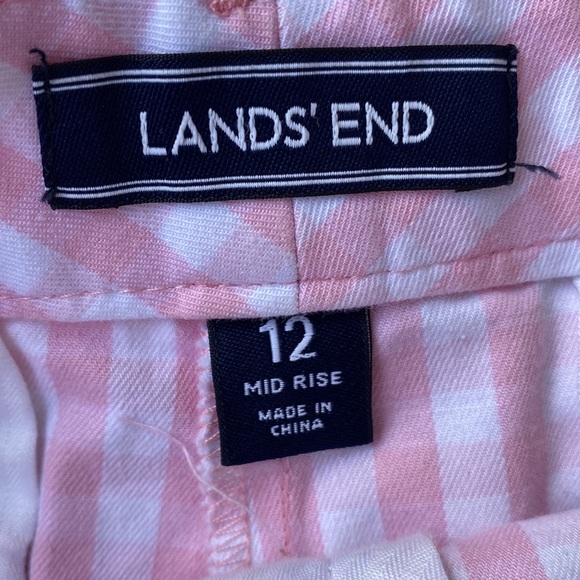 LANDS' END
12
MID RISE
MADE IN
CHINA